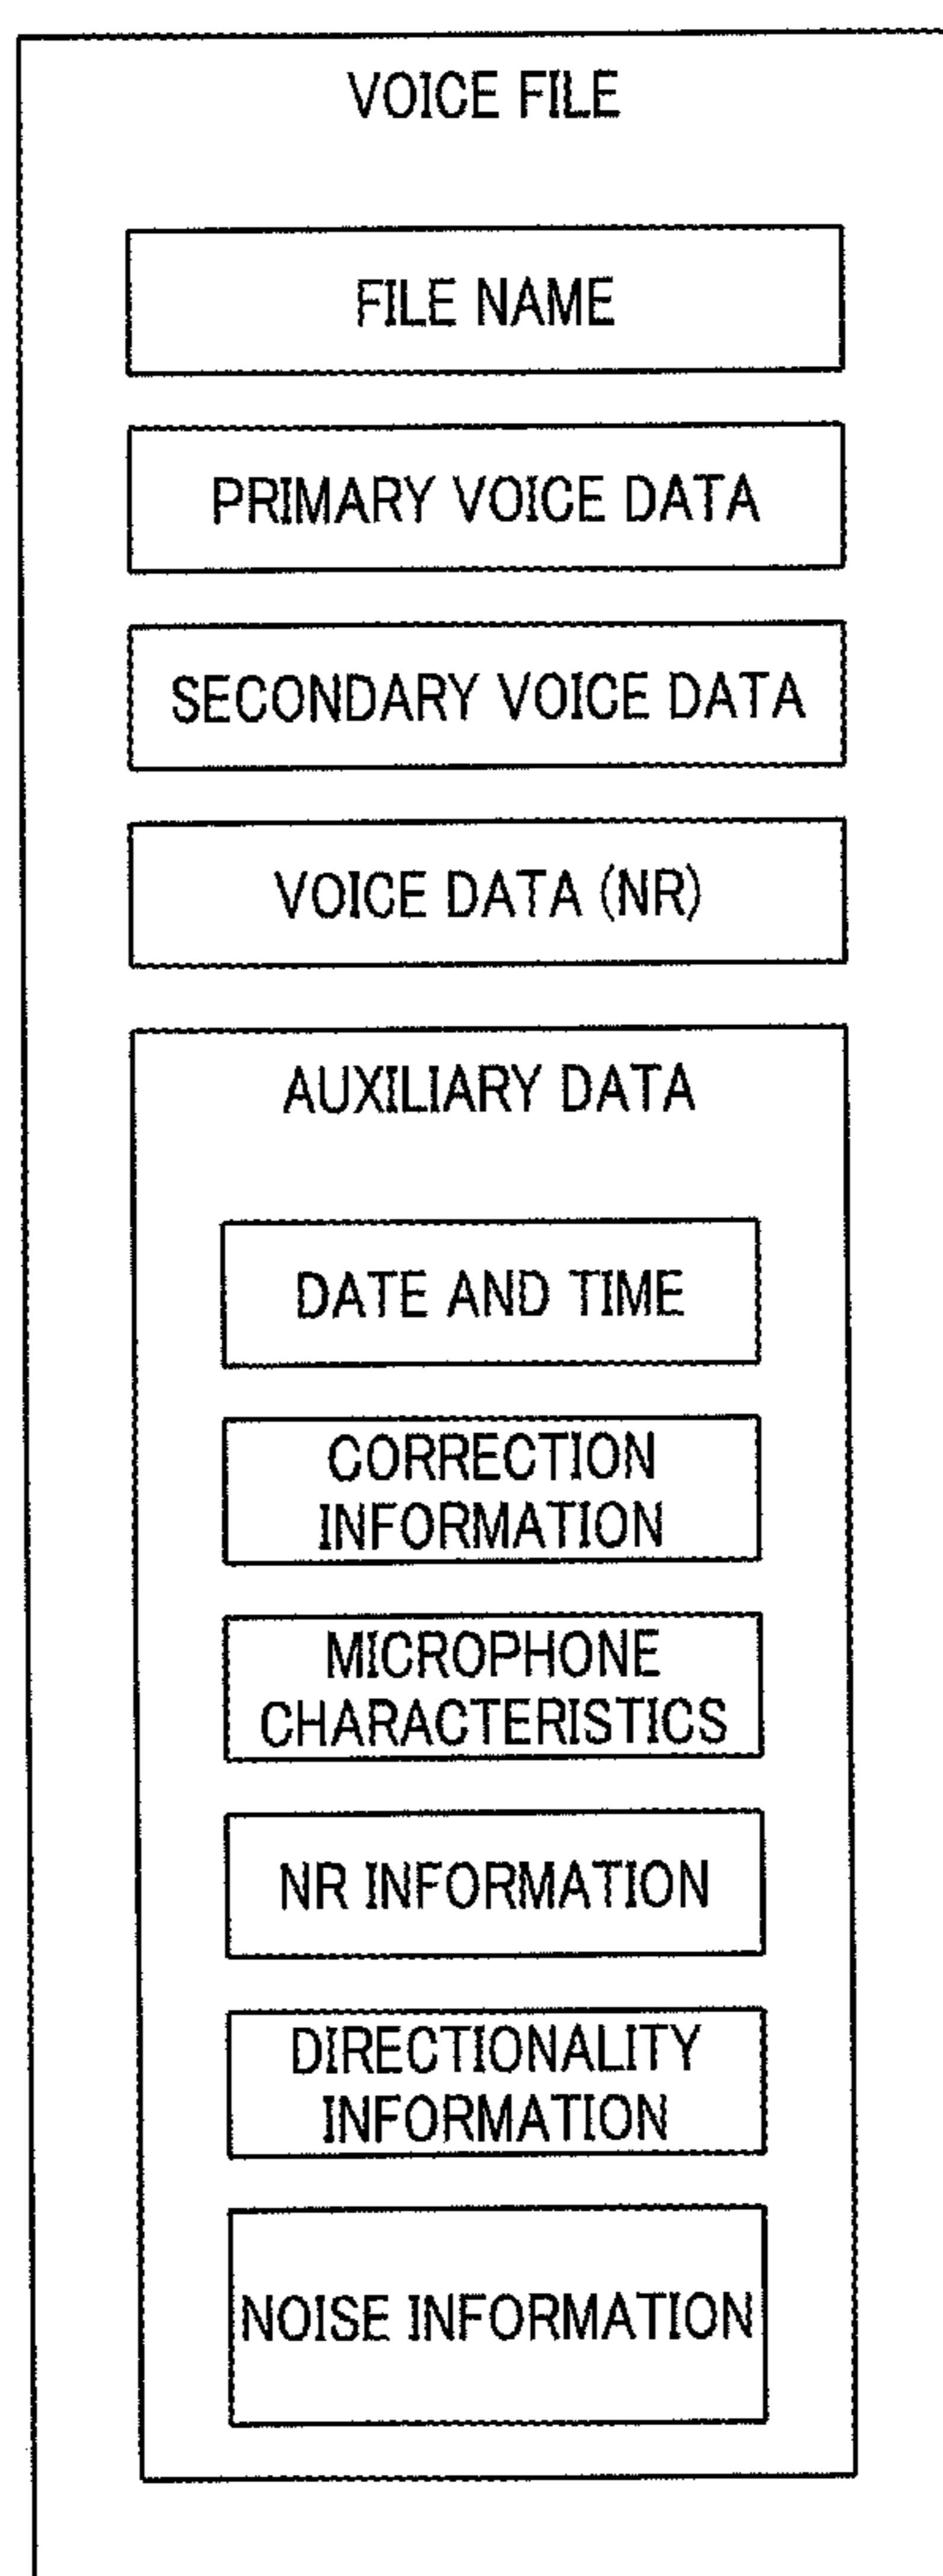 VOICE FILE
FILE NAME
PRIMARY VOICE DATA
SECONDARY VOICE DATA
VOICE DATA (NR)
AUXILIARY DATA
DATE AND TIME
CORRECTION
INFORMATION
MICROPHONE
CHARACTERISTICS
NR INFORMATION
DIRECTIONALITY
INFORMATION
NOISE INFORMATION